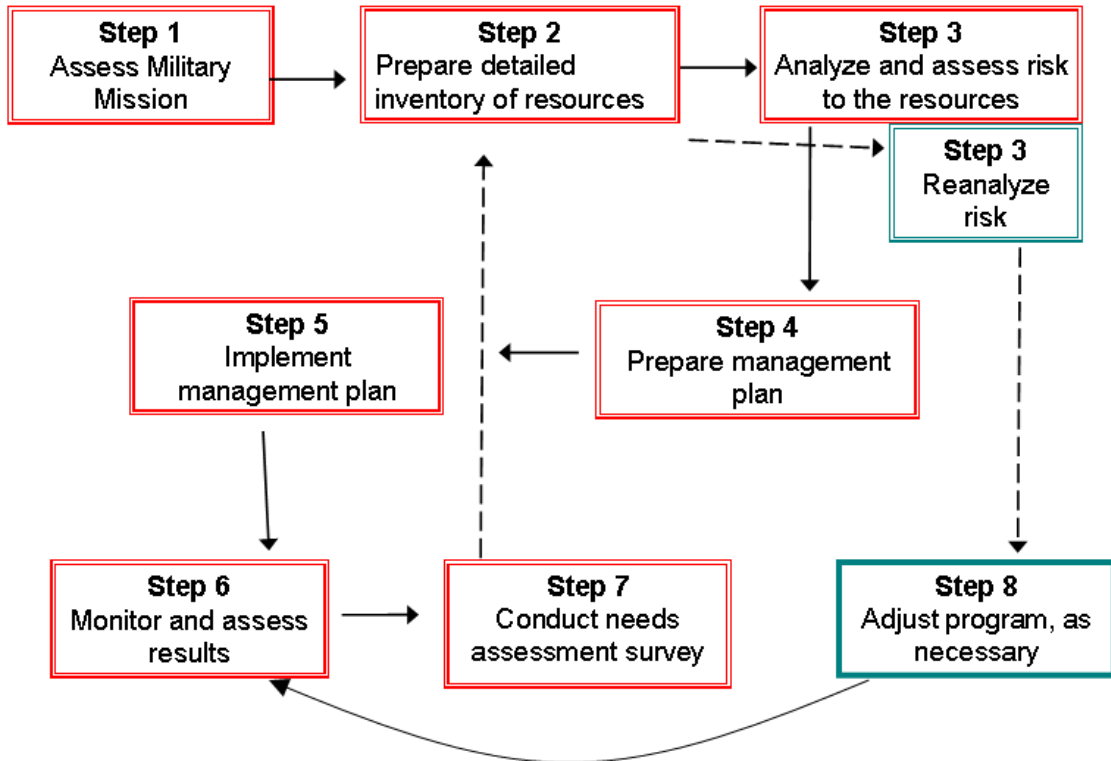 Step 1
Assess Military
Mission
Step 2
Prepare detailed
inventory of resources
Step 3
Analyze and assess risk
to the resources
Step 3
Reanalyze
risk
Step 4
Prepare management
plan
Step 5
Implement
management plan
Step 6
Monitor and assess
results
Step 7
Conduct needs
assessment survey
Step 8
Adjust program, as
necessary